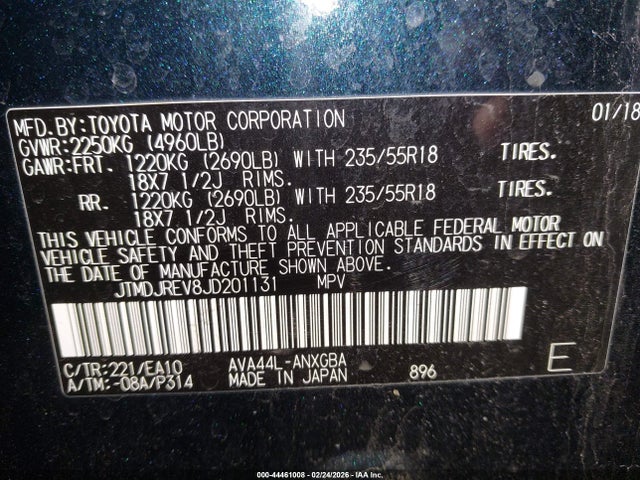 MFD.BY:TOYOTA MOTOR CORPORATION 01/18
GVWR:2250KG (4960LB)
GAWR:FRT. 1220KG (2690LB) WITH 235/55R18 TIRES.
18X7 1/2J RIMS.
RR. 1220KG (2690LB) WITH 235/55R18 TIRES.
18X7 1/2J RIMS.
THIS VEHICLE CONFORMS TO ALL APPLICABLE FEDERAL MOTOR
VEHICLE SAFETY AND THEFT PREVENTION STANDARDS IN EFFECT ON
THE DATE OF MANUFACTURE SHOWN ABOVE.
JTMDJREV8JD201131 MPV
C/TR:221/EA10 AVA44L-ANXGBA
A/TM:-08A/P314 MADE IN JAPAN 896 E
000-44461008 - 02/24/2026 - IAA Inc.